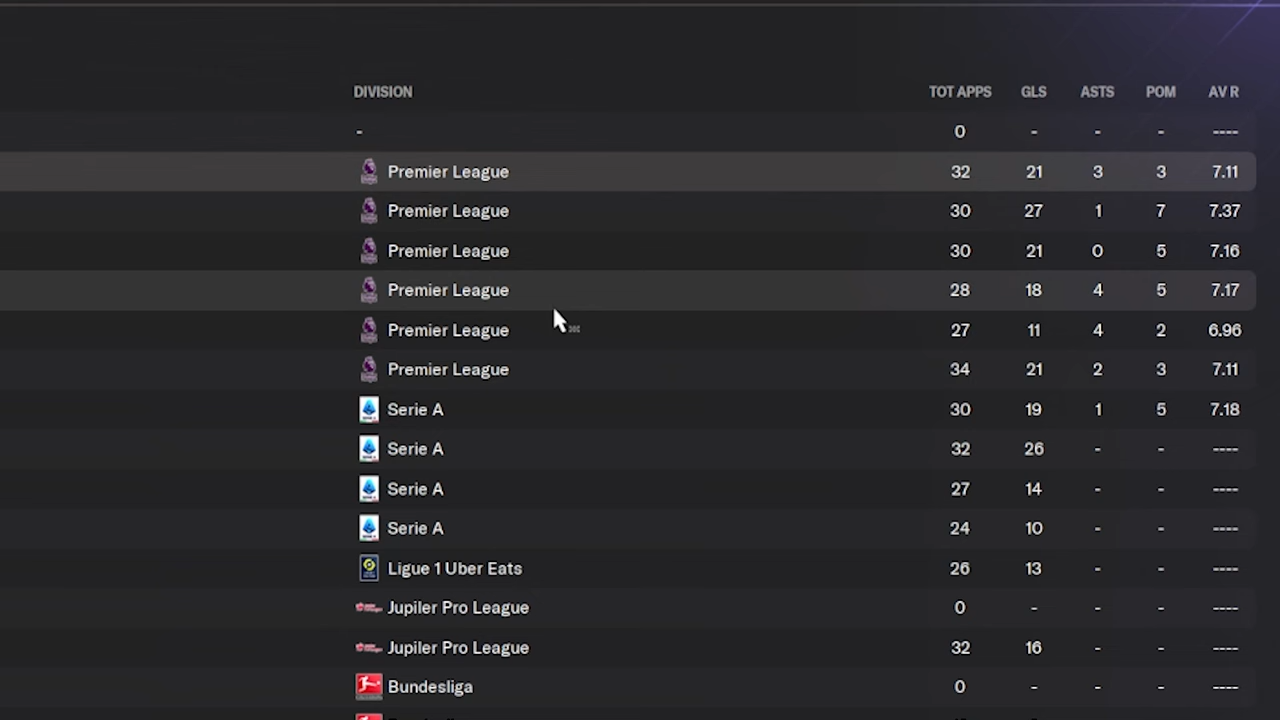 DIVISION TOT APPS GLS ASTS POM AV R
- 0 - - - ----
Premier League 32 21 3 3 7.11
Premier League 30 27 1 7 7.37
Premier League 30 21 0 5 7.16
Premier League 28 18 4 5 7.17
Premier League 27 11 4 2 6.96
Premier League 34 21 2 3 7.11
Serie A 30 19 1 5 7.18
Serie A 32 26 - - ----
Serie A 27 14 - - ----
Serie A 24 10 - - ----
Ligue 1 Uber Eats 26 13 - - ----
Jupiler Pro League 0 - - - ----
Jupiler Pro League 32 16 - - ----
Bundesliga 0 - - - ----